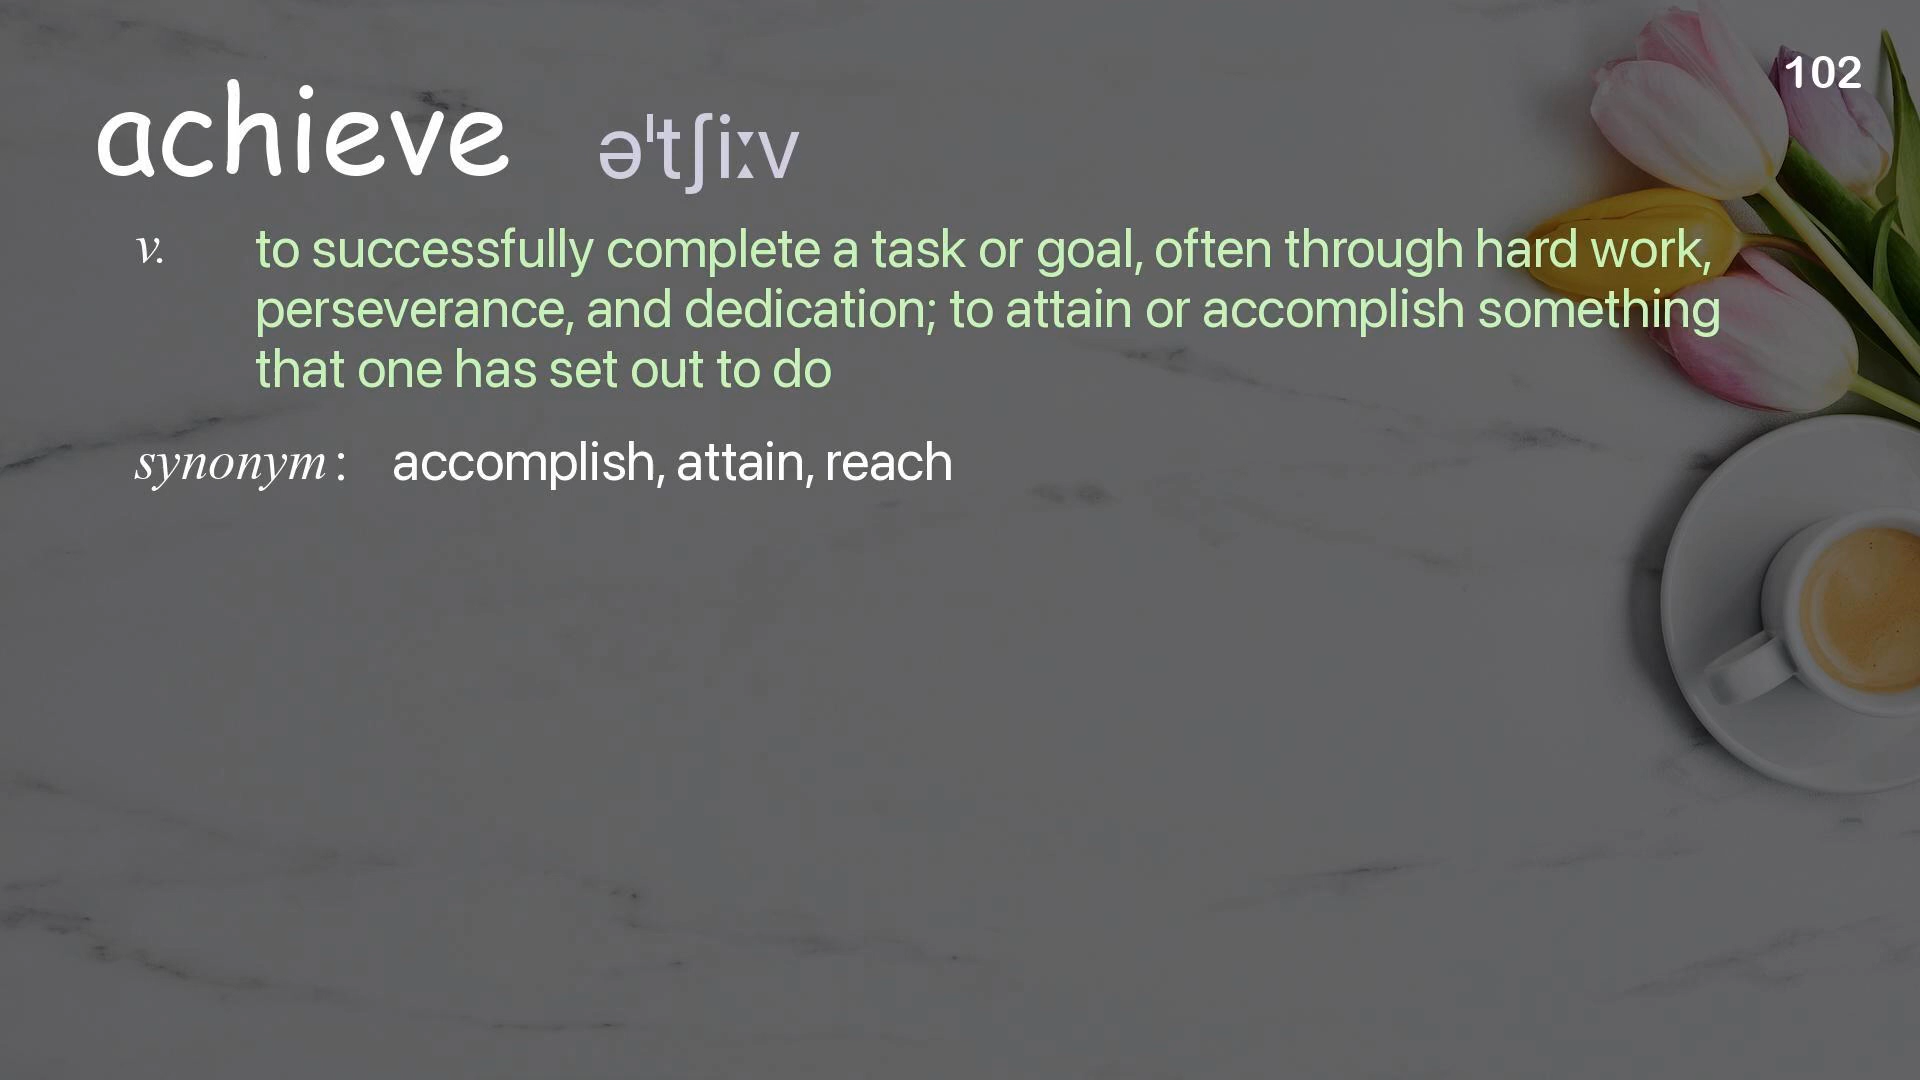 102
achieve əˈtʃiːv
v. to successfully complete a task or goal, often through hard work,
perseverance, and dedication; to attain or accomplish something
that one has set out to do
synonym: accomplish, attain, reach